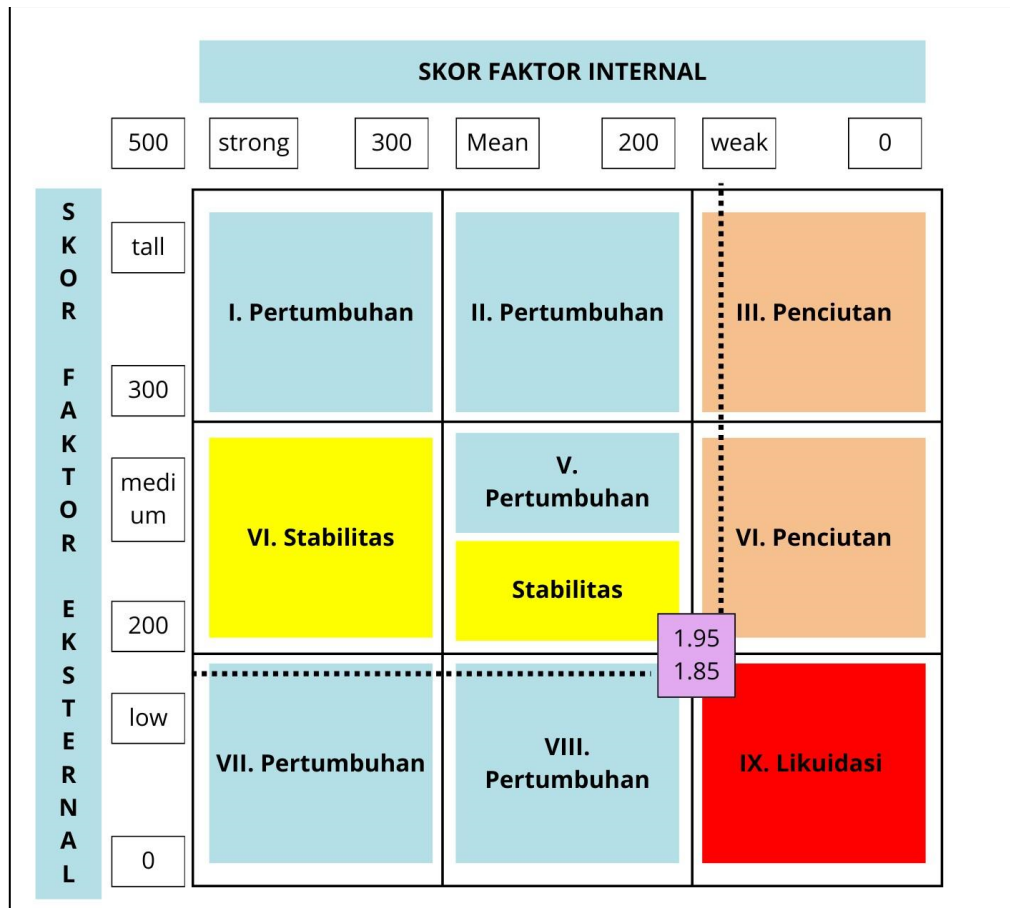 SKOR FAKTOR INTERNAL
500
strong
300
Mean
200
weak
0
S
K
O
R
F
A
K
T
O
R
E
K
S
T
E
R
N
A
L
tall
300
medi
um
200
low
0
I. Pertumbuhan
II. Pertumbuhan
III. Penciutan
VI. Stabilitas
V.
Pertumbuhan
Stabilitas
VI. Penciutan
1.95
1.85
VII. Pertumbuhan
VIII.
Pertumbuhan
IX. Likuidasi